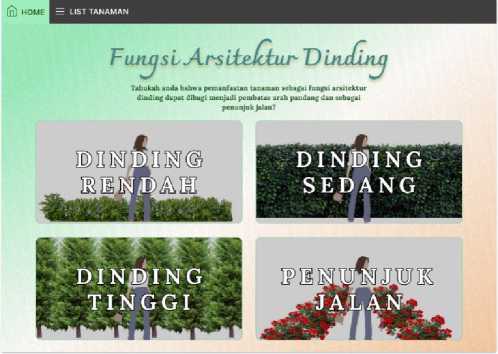 HOME
LIST TANAMAN
Fungsi Arsitektur Dinding
Tahukah anda bahwa pemanfaatan tanaman sebagai fungsi arsitektur
dinding dapat dibagi menjadi pembatas arah pandang dan sebagai
penunjuk jalan?
DINDING
RENDAH
DINDING
SEDANG
DINDING
TINGGI
PENUNJUK
JALAN